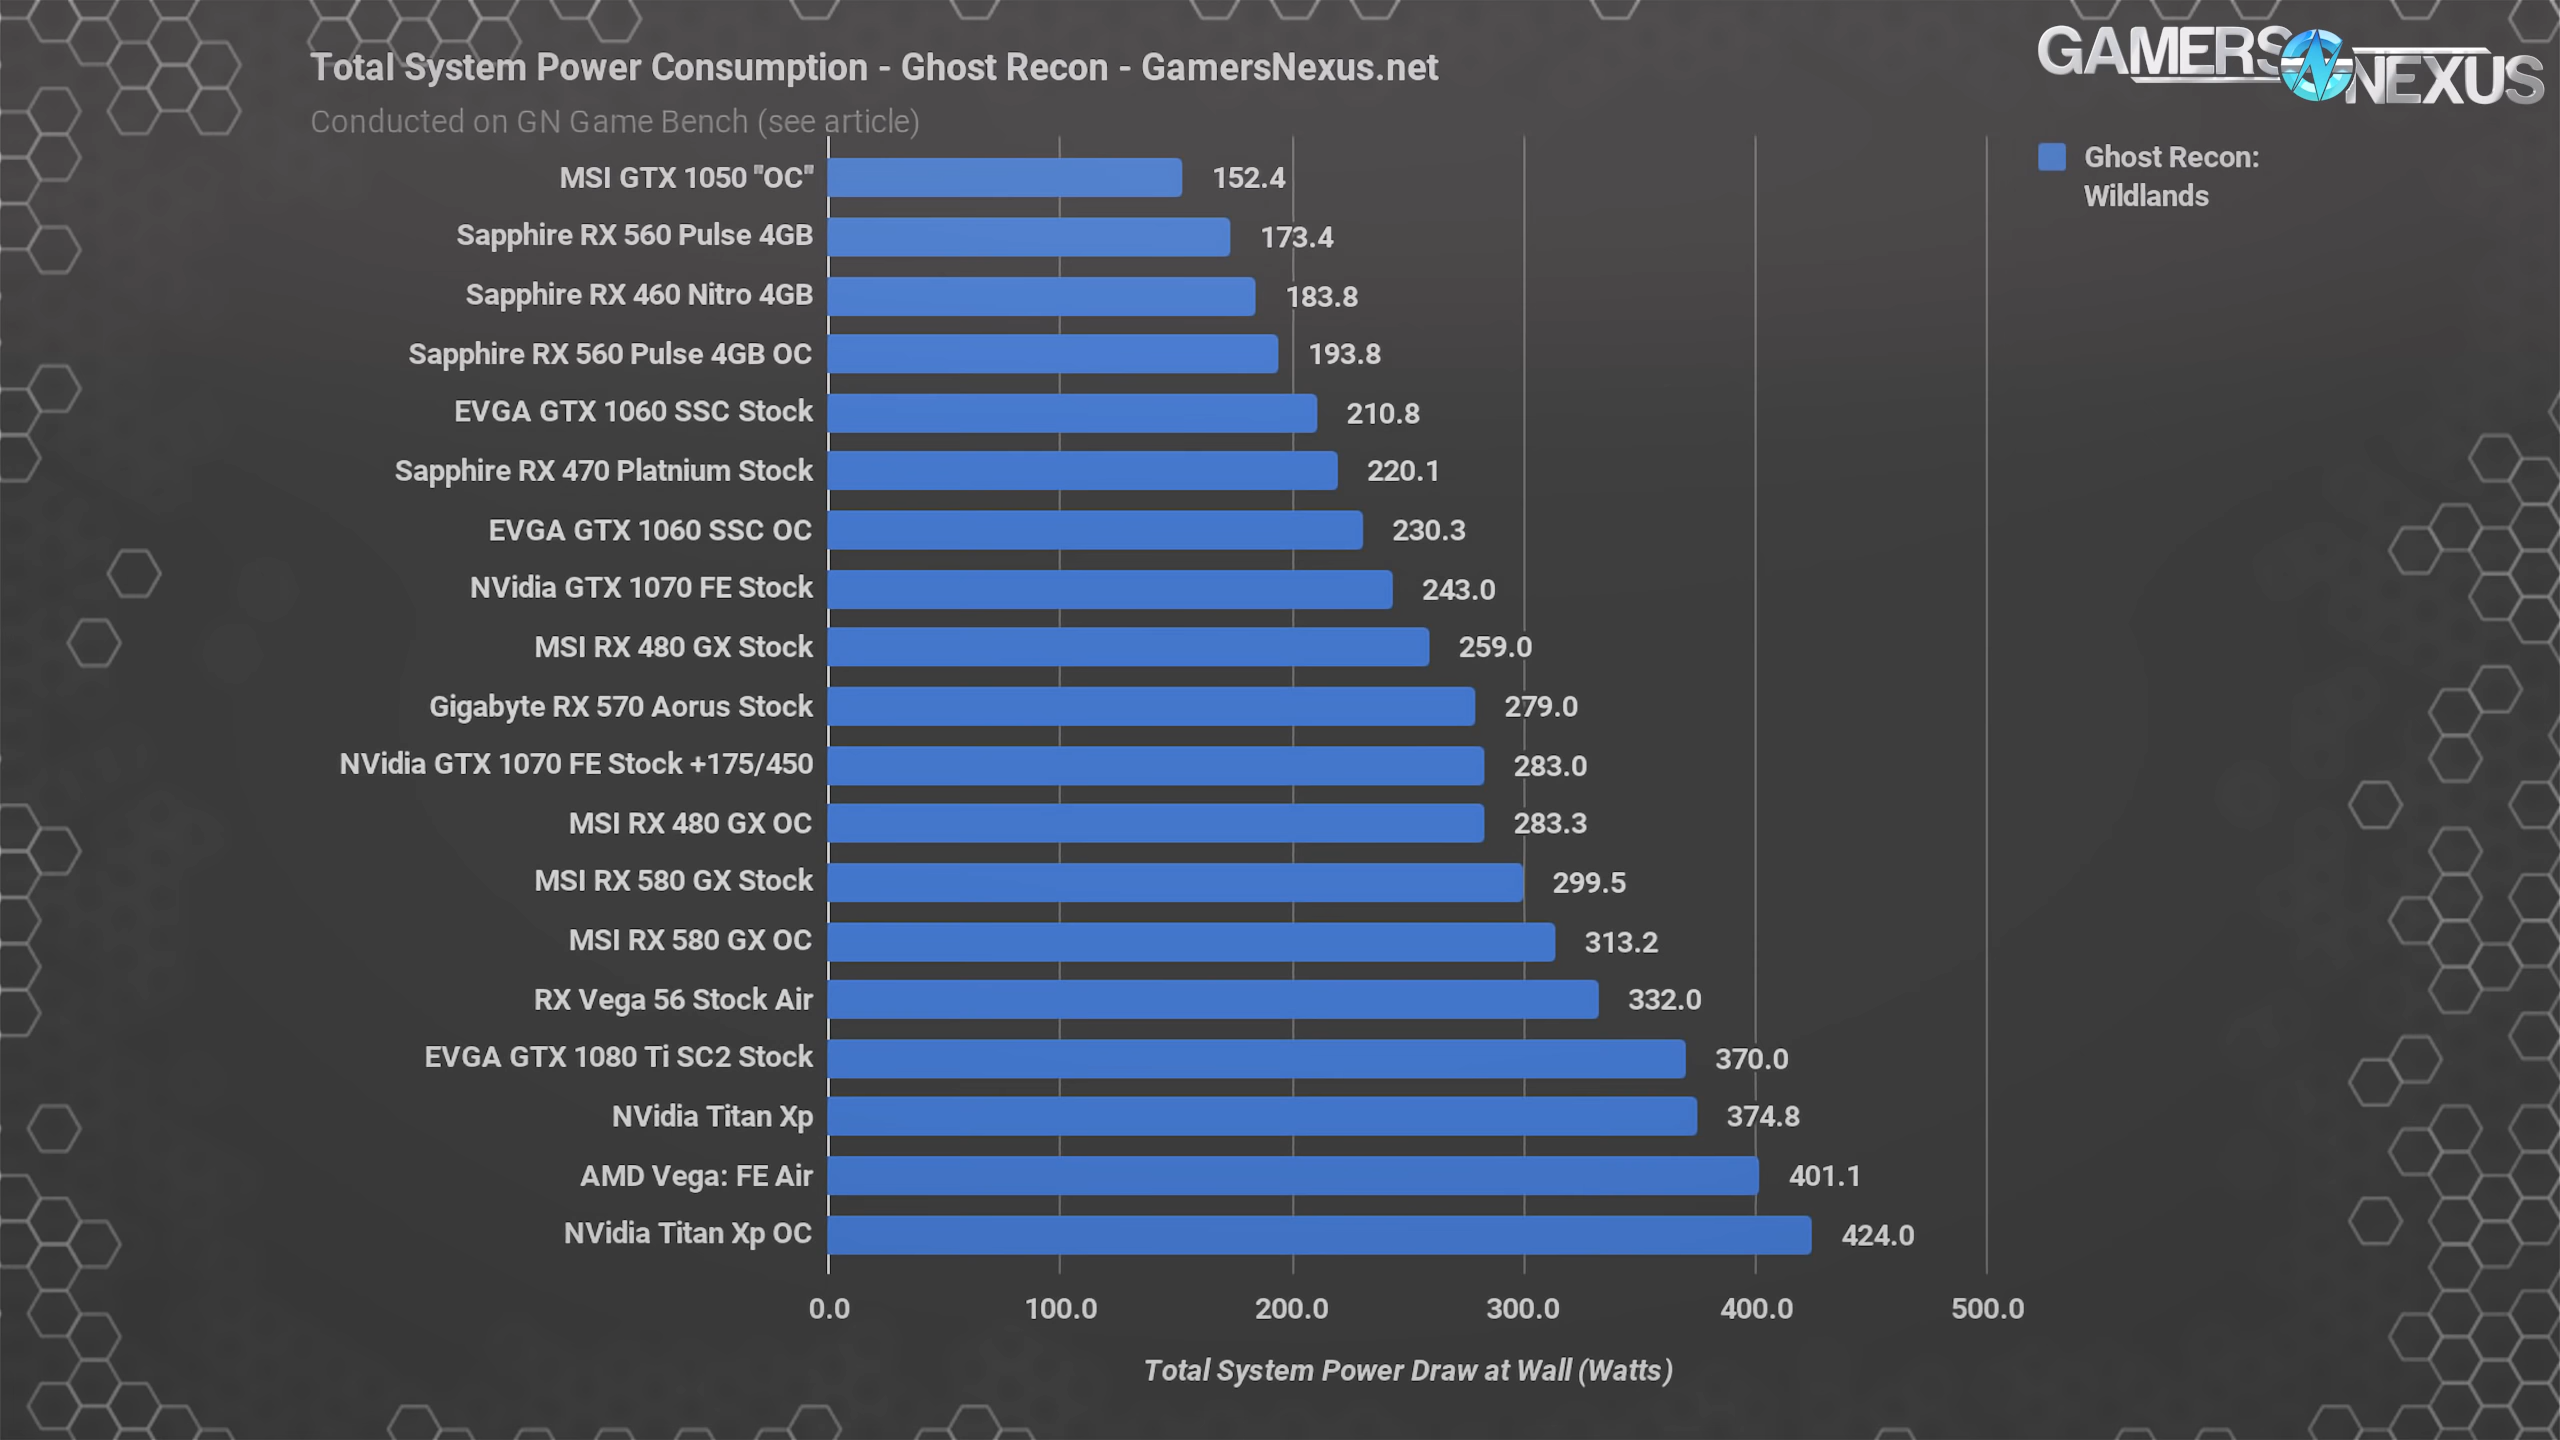 Total System Power Consumption - Ghost Recon - GamersNexus.net
GAMERS NEXUS
Conducted on GN Game Bench (see article)
Ghost Recon:
Wildlands
MSI GTX 1050 "OC" 152.4
Sapphire RX 560 Pulse 4GB 173.4
Sapphire RX 460 Nitro 4GB 183.8
Sapphire RX 560 Pulse 4GB OC 193.8
EVGA GTX 1060 SSC Stock 210.8
Sapphire RX 470 Platnium Stock 220.1
EVGA GTX 1060 SSC OC 230.3
NVidia GTX 1070 FE Stock 243.0
MSI RX 480 GX Stock 259.0
Gigabyte RX 570 Aorus Stock 279.0
NVidia GTX 1070 FE Stock +175/450 283.0
MSI RX 480 GX OC 283.3
MSI RX 580 GX Stock 299.5
MSI RX 580 GX OC 313.2
RX Vega 56 Stock Air 332.0
EVGA GTX 1080 Ti SC2 Stock 370.0
NVidia Titan Xp 374.8
AMD Vega: FE Air 401.1
NVidia Titan Xp OC 424.0
0.0 100.0 200.0 300.0 400.0 500.0
Total System Power Draw at Wall (Watts)